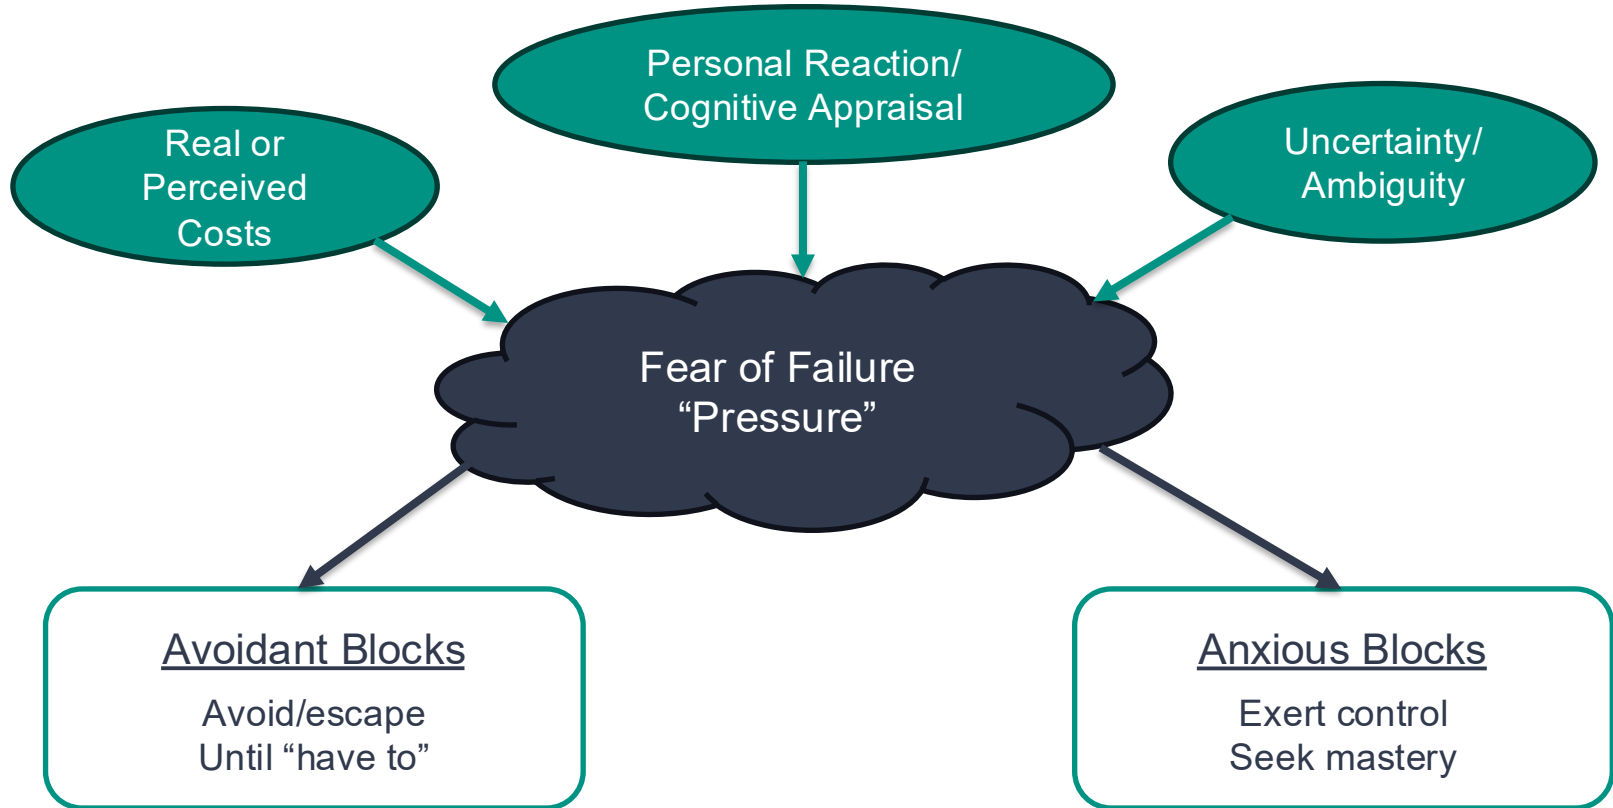 Personal Reaction/
Cognitive Appraisal
Real or
Perceived
Costs
Uncertainty/
Ambiguity
Fear of Failure
“Pressure”
Avoidant Blocks
Avoid/escape
Until “have to”
Anxious Blocks
Exert control
Seek mastery